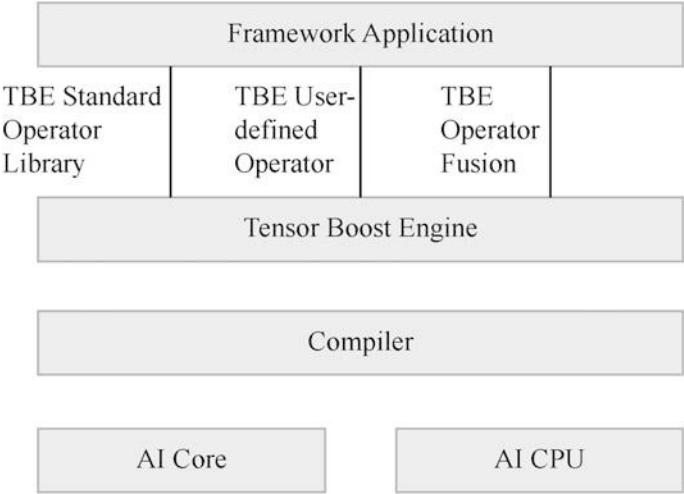 Framework Application
TBE Standard
Operator
Library
TBE User-
defined
Operator
TBE
Operator
Fusion
Tensor Boost Engine
Compiler
AI Core
AI CPU